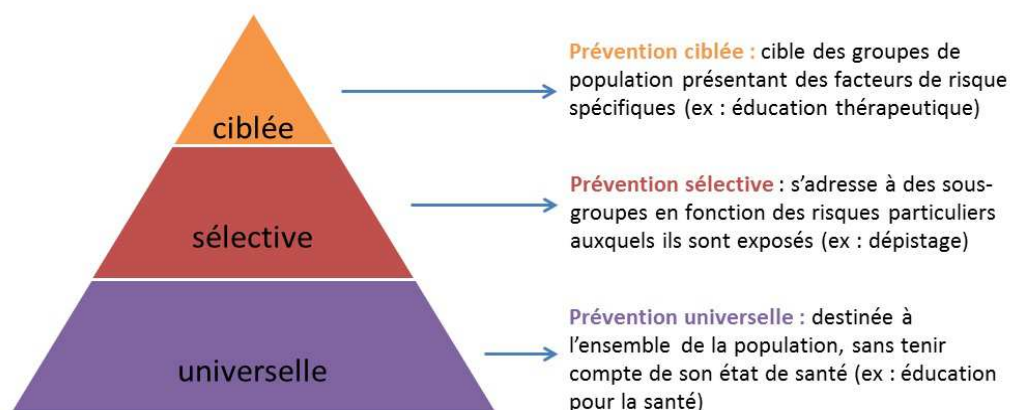 ciblée
Prévention ciblée : cible des groupes de
population présentant des facteurs de risque
spécifiques (ex : éducation thérapeutique)
sélective
Prévention sélective : s’adresse à des sous-
groupes en fonction des risques particuliers
auxquels ils sont exposés (ex : dépistage)
universelle
Prévention universelle : destinée à
l’ensemble de la population, sans tenir
compte de son état de santé (ex : éducation
pour la santé)